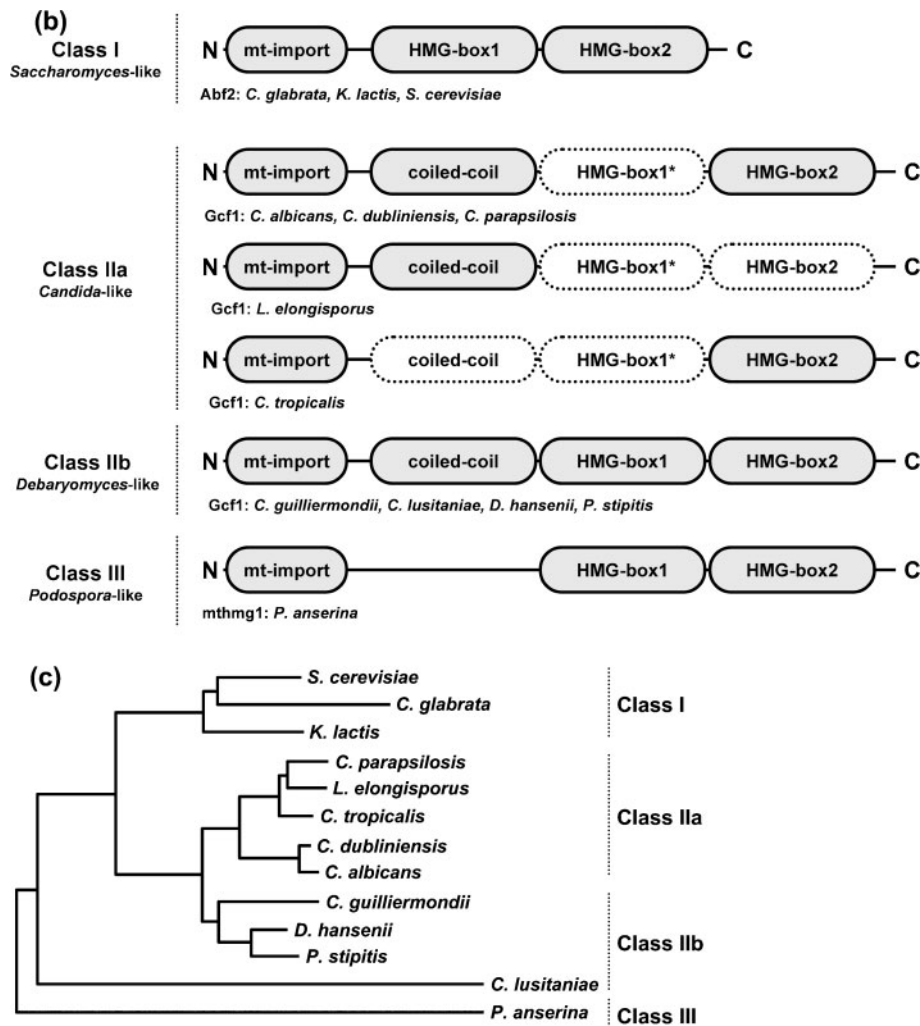 (b)
Class I
Saccharomyces-like
N mt-import HMG-box1 HMG-box2 C
Abf2: C. glabrata, K. lactis, S. cerevisiae
Class IIa
Candida-like
N mt-import coiled-coil HMG-box1* HMG-box2 C
Gcf1: C. albicans, C. dubliniensis, C. parapsilosis
N mt-import coiled-coil HMG-box1* HMG-box2 C
Gcf1: L. elongisporus
N mt-import coiled-coil HMG-box1* HMG-box2 C
Gcf1: C. tropicalis
Class IIb
Debaryomyces-like
N mt-import coiled-coil HMG-box1 HMG-box2 C
Gcf1: C. guilliermondii, C. lusitaniae, D. hansenii, P. stipitis
Class III
Podospora-like
N mt-import HMG-box1 HMG-box2 C
mthmg1: P. anserina
(c)
S. cerevisiae
C. glabrata
K. lactis
Class I
C. parapsilosis
L. elongisporus
C. tropicalis
C. dubliniensis
C. albicans
Class IIa
C. guilliermondii
D. hansenii
P. stipitis
C. lusitaniae
Class IIb
P. anserina
Class III